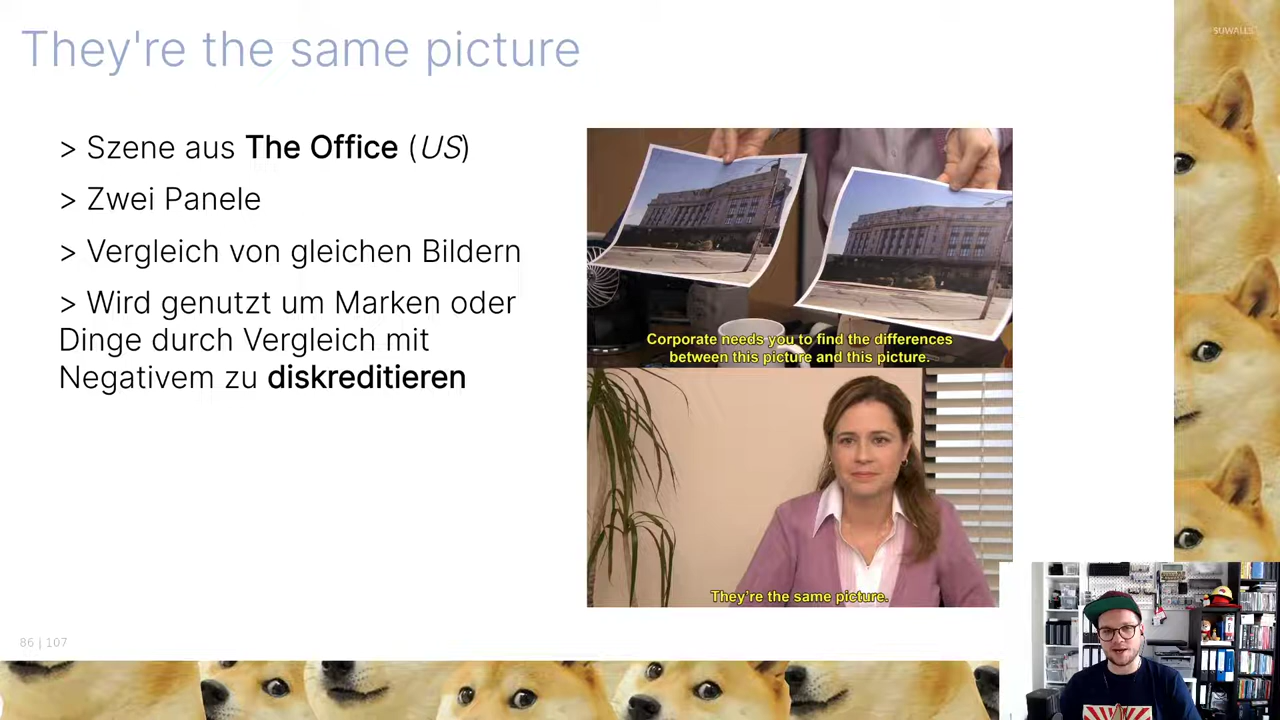 They're the same picture
SUWALLS
> Szene aus The Office (US)
> Zwei Panele
> Vergleich von gleichen Bildern
> Wird genutzt um Marken oder
Dinge durch Vergleich mit
Negativem zu diskreditieren
Corporate needs you to find the differences
between this picture and this picture.
They're the same picture.
86 | 107